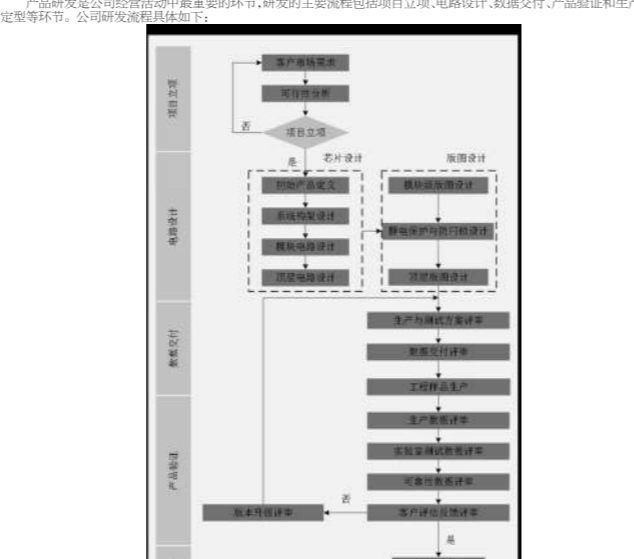 产品研发是公司经营活动中最重要的环节,研发的主要流程包括项目立项、电路设计、数据交付、产品验证和生产
定型等环节。公司研发流程具体如下:
项目立项
客户市场需求
可行性分析
项目立项
否
是
电路设计
芯片设计
版图设计
初始产品定义
模块级版图设计
系统构架设计
静电保护与防闩锁设计
模块电路设计
顶层电路设计
顶层版图设计
数据交付
生产与测试方案评审
数据交付评审
工程样品生产
产品验证
生产数据评审
实验室测试数据评审
可靠性数据评审
否
版本升级评审
客户评估反馈评审
是